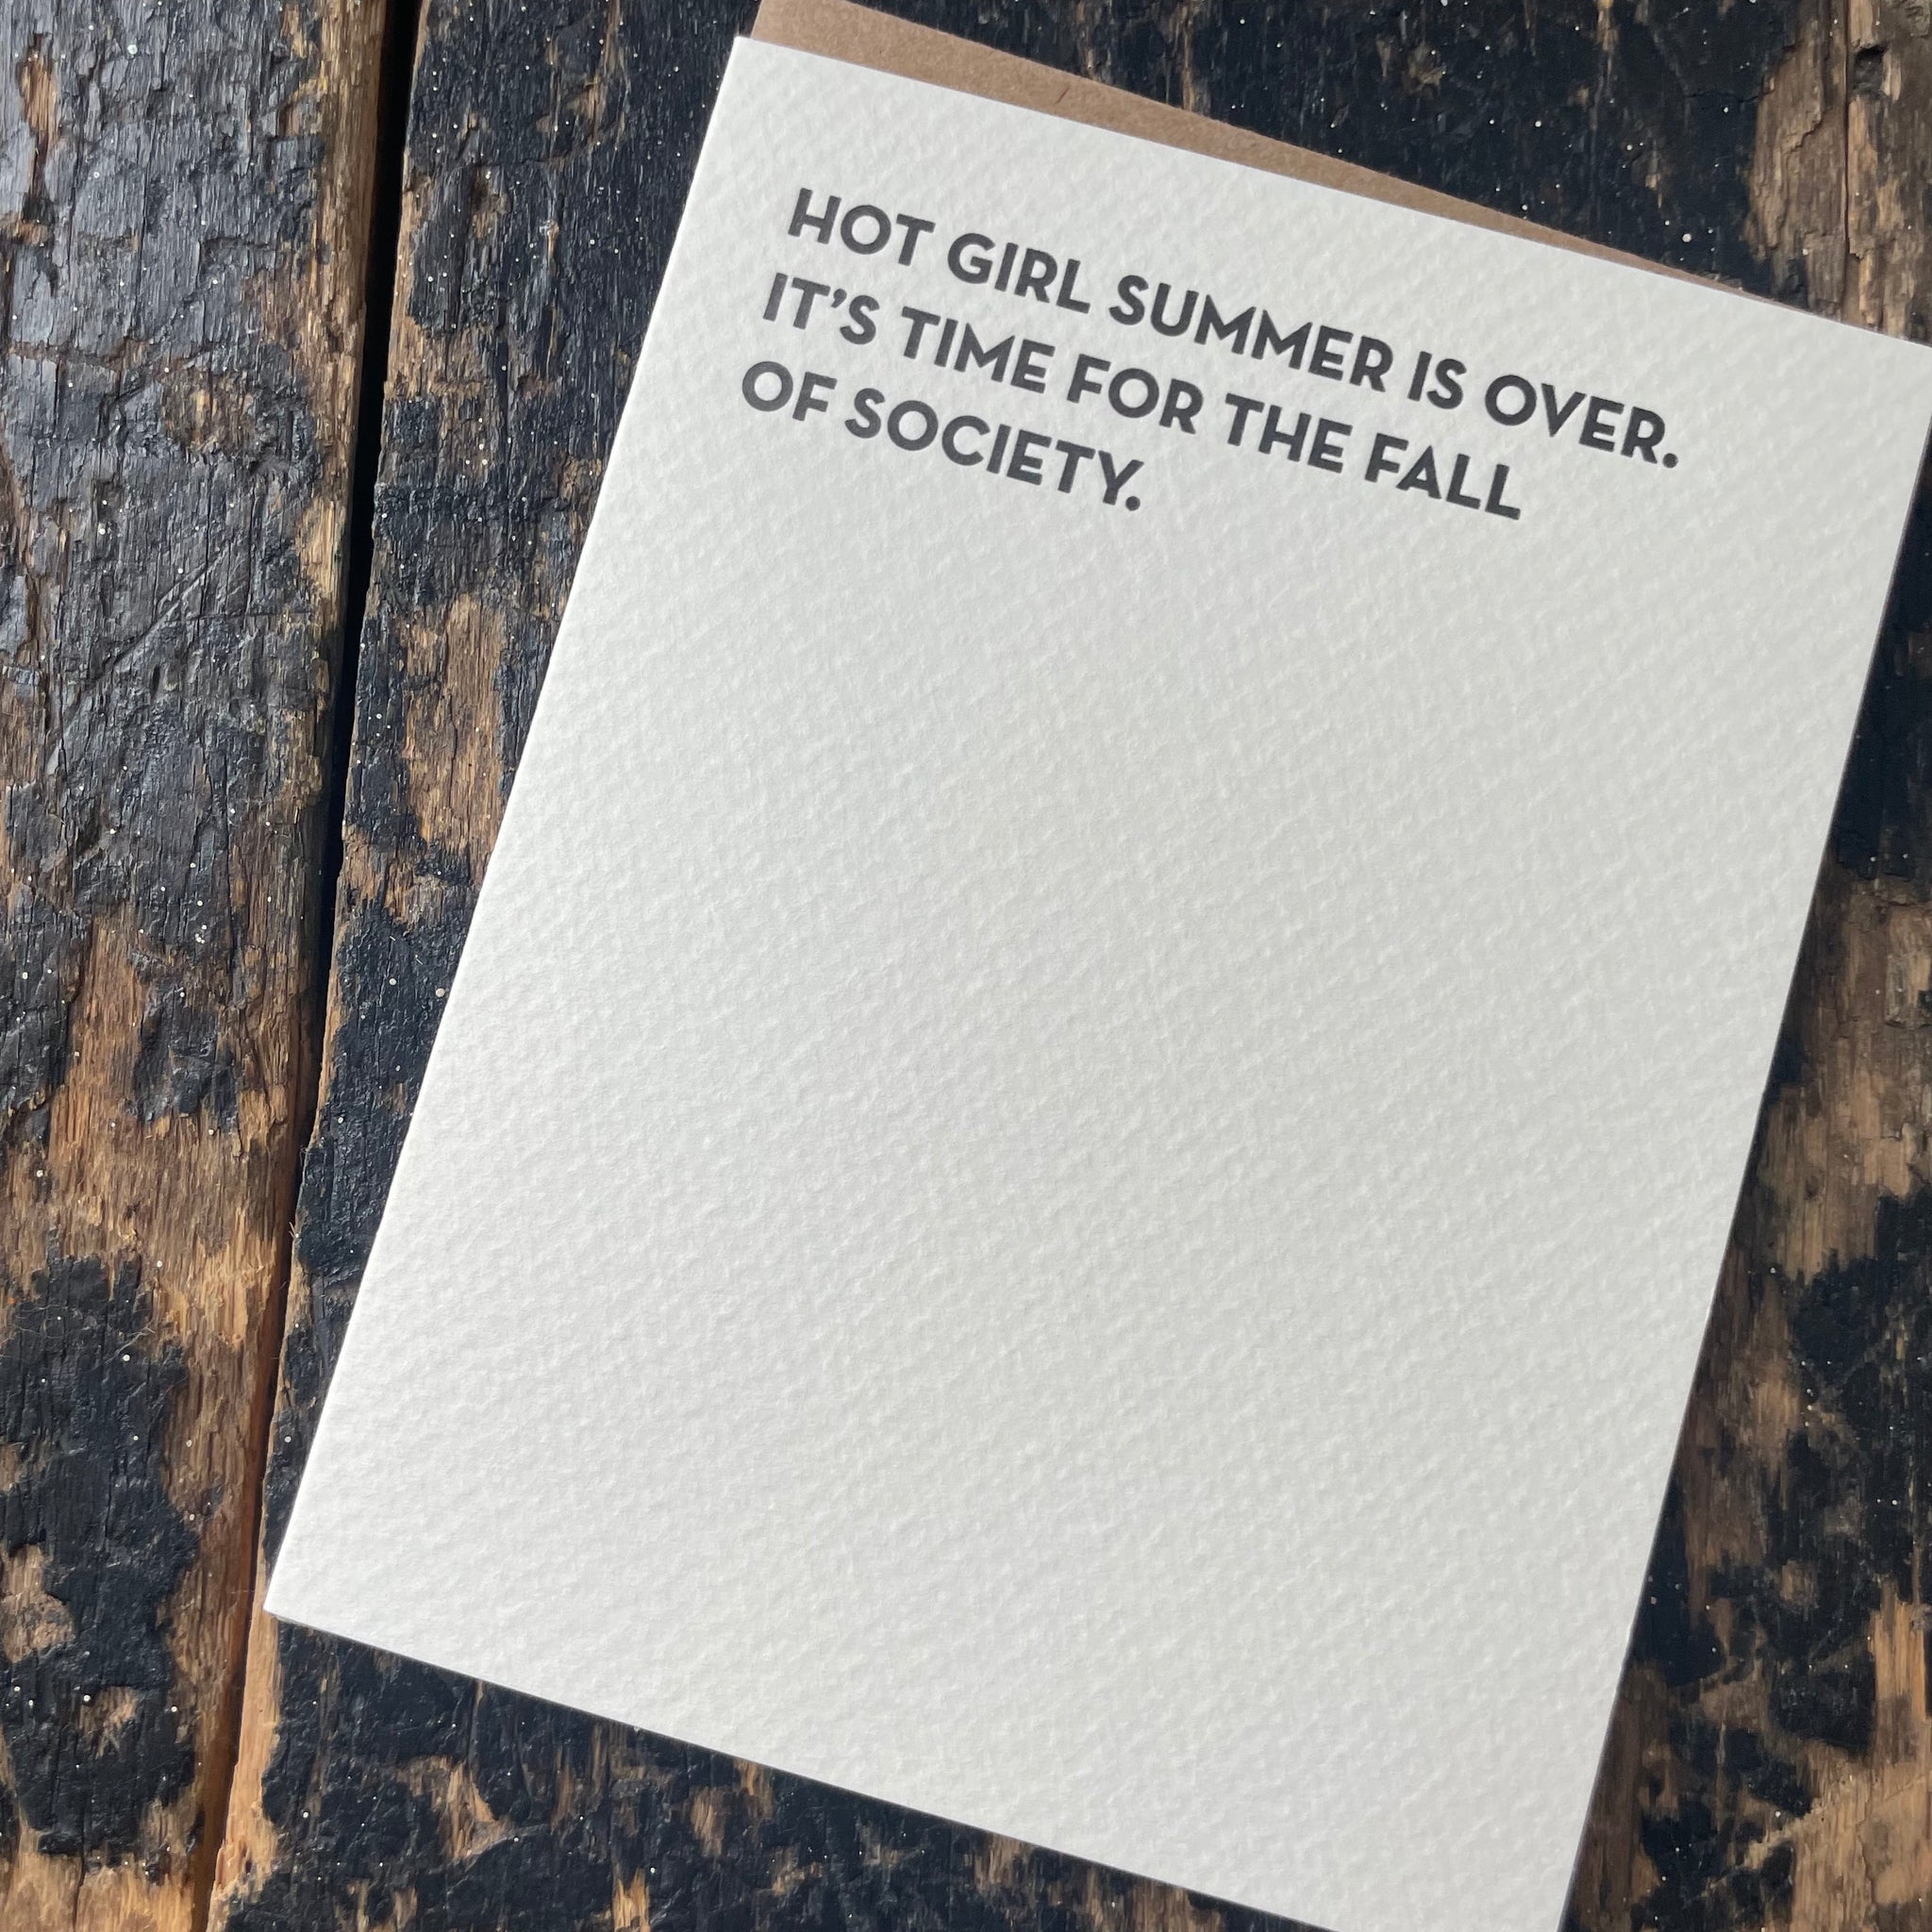 HOT GIRL SUMMER IS OVER.
IT’S TIME FOR THE FALL
OF SOCIETY.